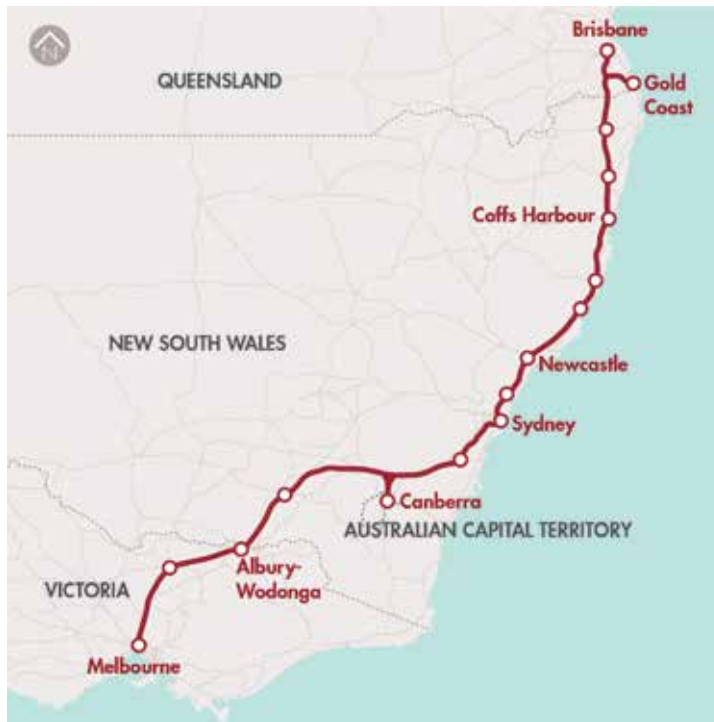 Brisbane
QUEENSLAND
Gold
Coast
Coffs Harbour
NEW SOUTH WALES
Newcastle
Sydney
Canberra
AUSTRALIAN CAPITAL TERRITORY
Albury-
Wodonga
VICTORIA
Melbourne